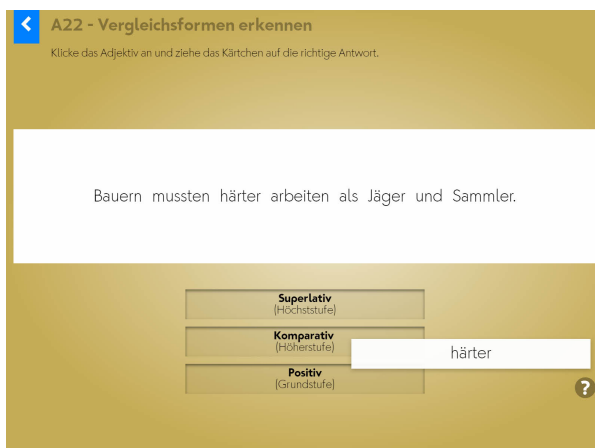 A22 - Vergleichsformen erkennen
Klicke das Adjektiv an und ziehe das Kärtchen auf die richtige Antwort.
Bauern mussten härter arbeiten als Jäger und Sammler.
Superlativ
(Höchststufe)
Komparativ
(Höherstufe)
härter
Positiv
(Grundstufe)
?